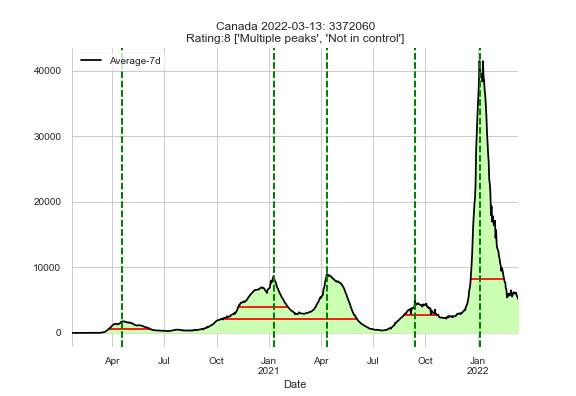 Canada 2022-03-13: 3372060
Rating:8 ['Multiple peaks', 'Not in control']
Average-7d
40000
30000
20000
10000
0
Apr Jul Oct Jan Apr Jul Oct Jan
2021 2022
Date